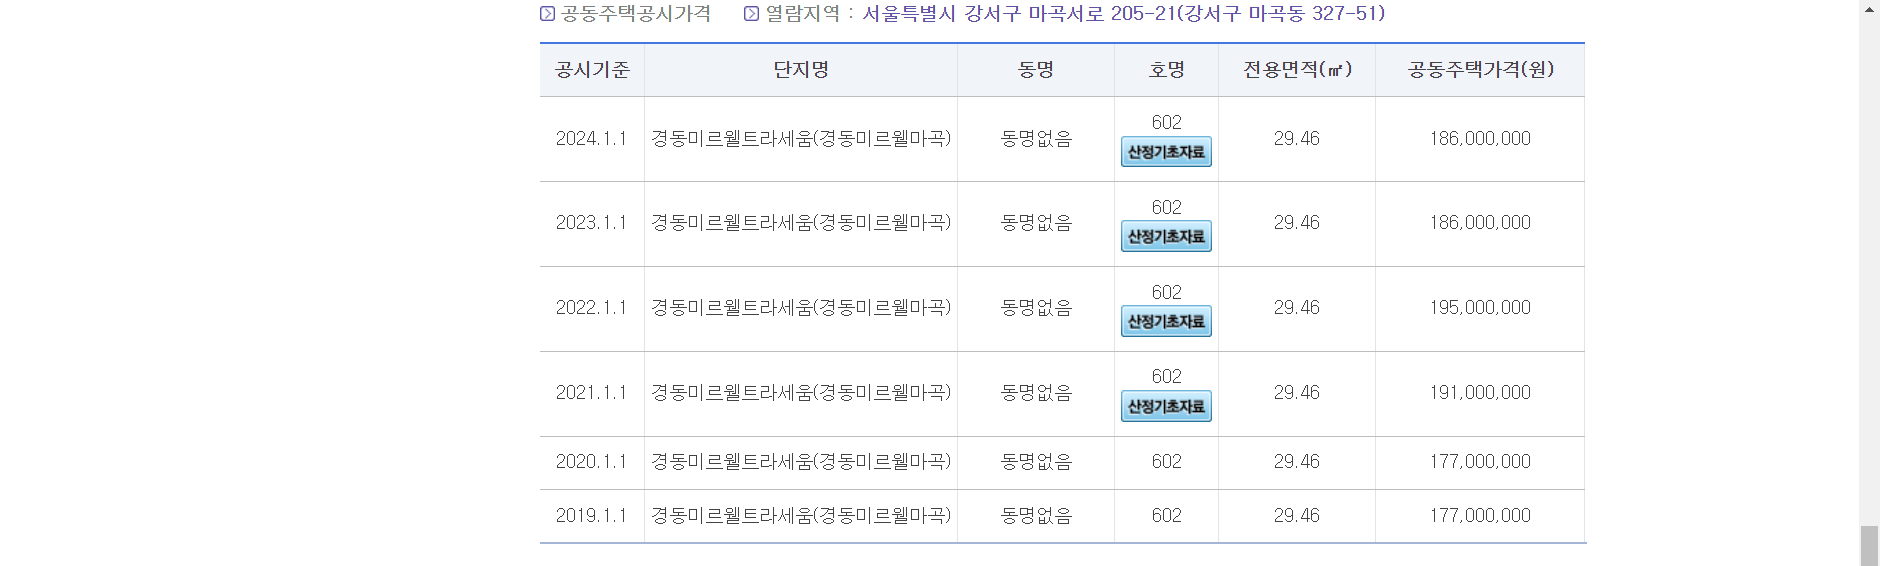 공동주택공시가격 열람지역 : 서울특별시 강서구 마곡서로 205-21(강서구 마곡동 327-51)
공시기준 단지명 동명 호명 전용면적(㎡) 공동주택가격(원)
2024.1.1 경동미르웰트라세움(경동미르웰마곡) 동명없음 602 산정기초자료 29.46 186,000,000
2023.1.1 경동미르웰트라세움(경동미르웰마곡) 동명없음 602 산정기초자료 29.46 186,000,000
2022.1.1 경동미르웰트라세움(경동미르웰마곡) 동명없음 602 산정기초자료 29.46 195,000,000
2021.1.1 경동미르웰트라세움(경동미르웰마곡) 동명없음 602 산정기초자료 29.46 191,000,000
2020.1.1 경동미르웰트라세움(경동미르웰마곡) 동명없음 602 29.46 177,000,000
2019.1.1 경동미르웰트라세움(경동미르웰마곡) 동명없음 602 29.46 177,000,000